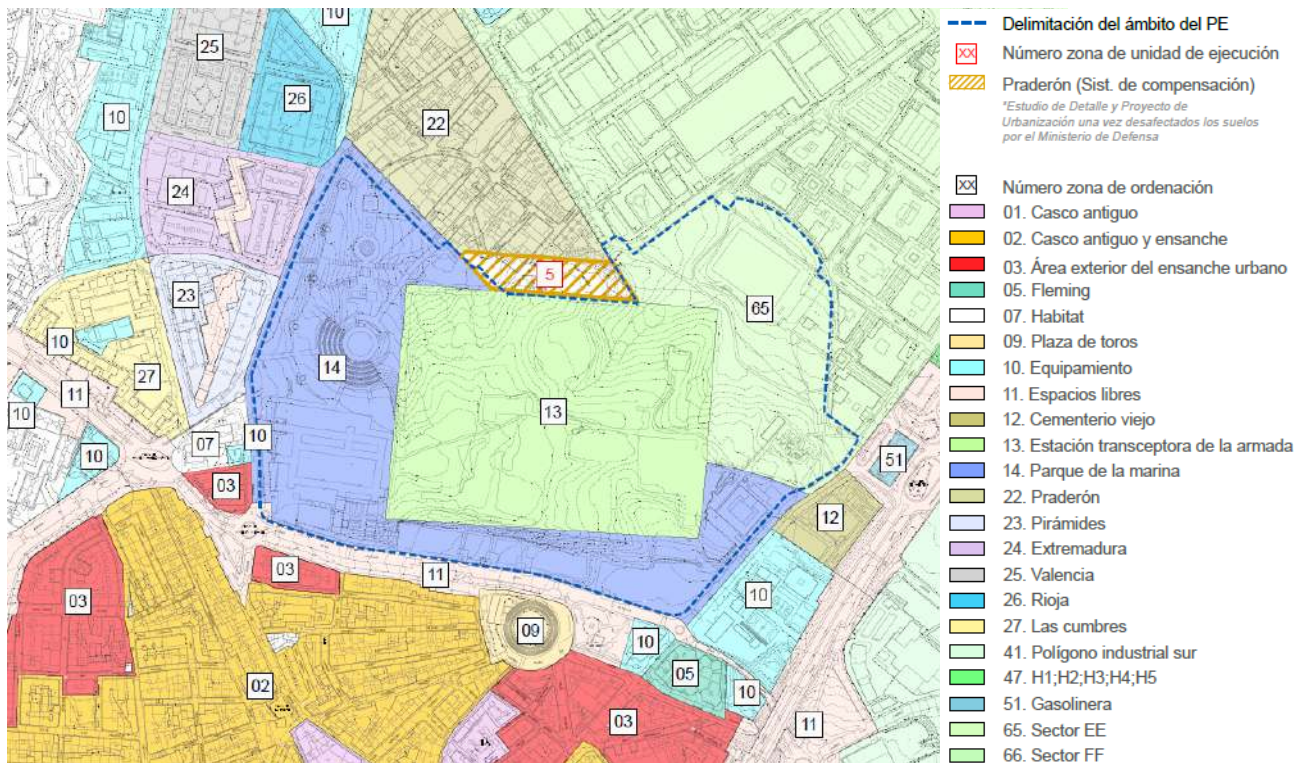 10
25
26
10
22
24
5
65
23
14
10
27
11
13
10
07
10
10
51
03
12
03
11
10
03
09
10
05
02
10
03
11
Delimitación del ámbito del PE
XX Número zona de unidad de ejecución
Praderón (Sist. de compensación)
*Estudio de Detalle y Proyecto de
Urbanización una vez desafectados los suelos
por el Ministerio de Defensa
XX Número zona de ordenación
01. Casco antiguo
02. Casco antiguo y ensanche
03. Área exterior del ensanche urbano
05. Fleming
07. Habitat
09. Plaza de toros
10. Equipamiento
11. Espacios libres
12. Cementerio viejo
13. Estación transceptora de la armada
14. Parque de la marina
22. Praderón
23. Pirámides
24. Extremadura
25. Valencia
26. Rioja
27. Las cumbres
41. Polígono industrial sur
47. H1;H2;H3;H4;H5
51. Gasolinera
65. Sector EE
66. Sector FF